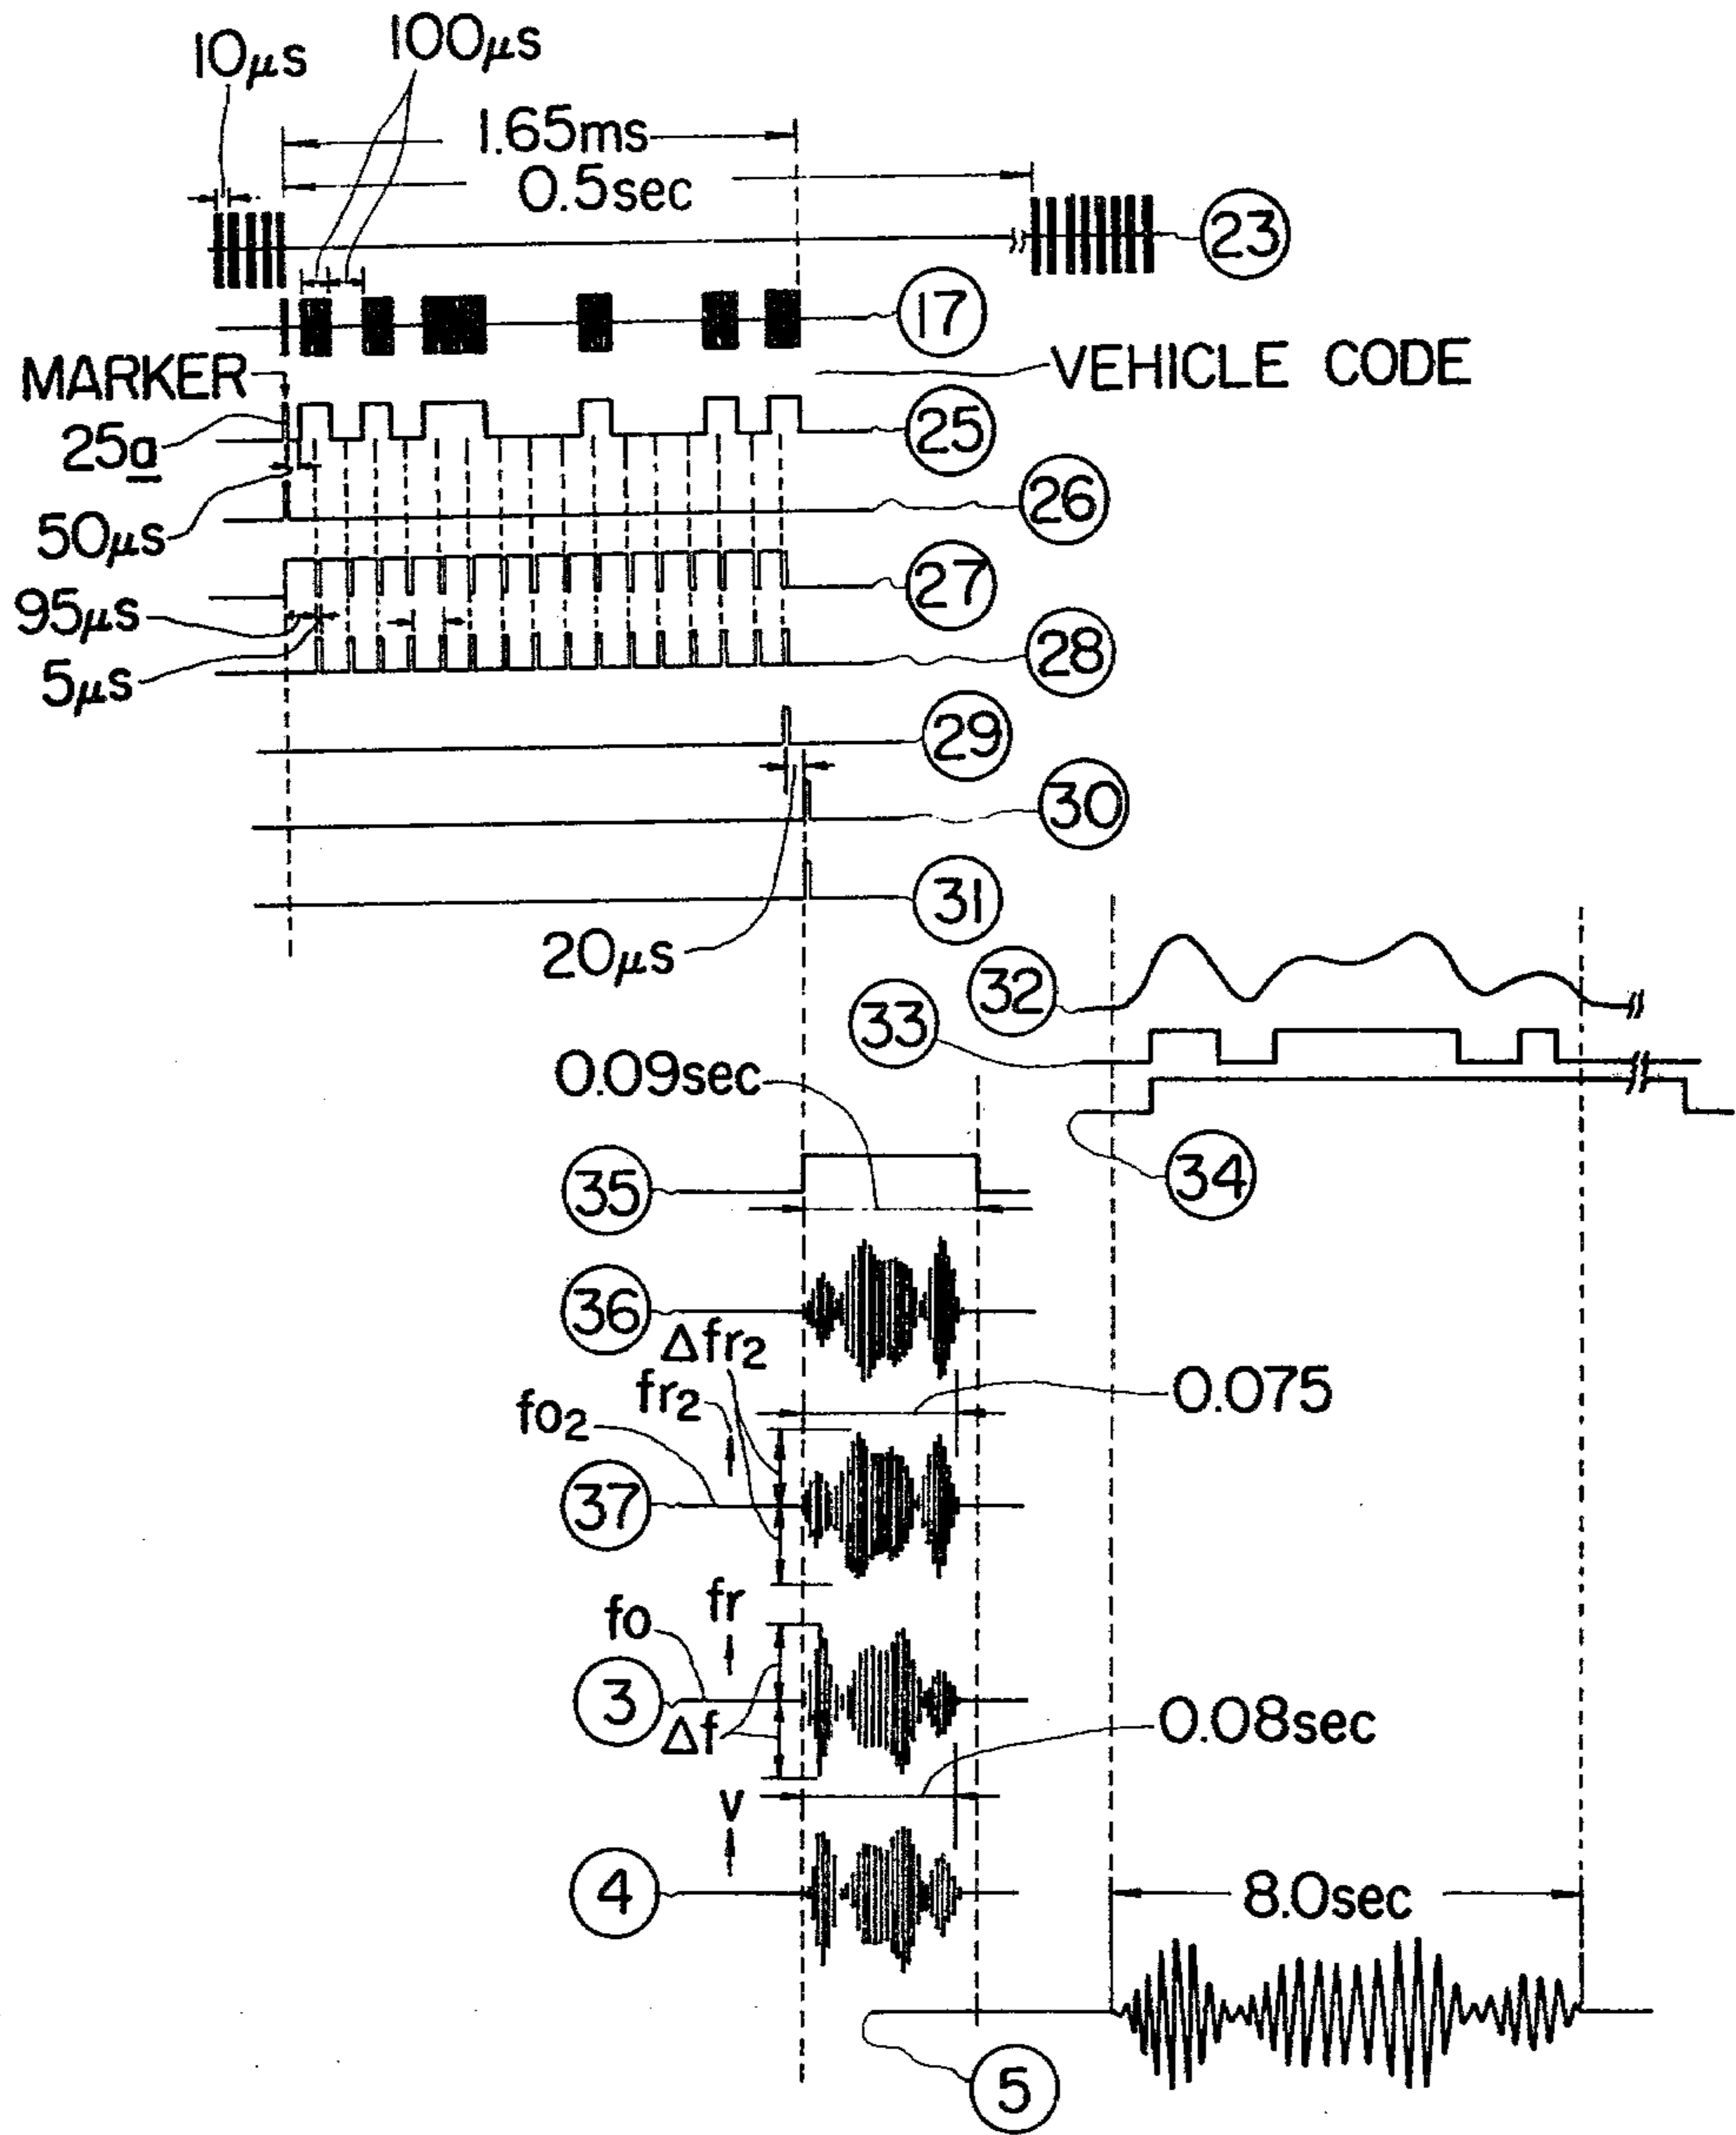 10μs
100μs
1.65ms
0.5sec
23
17
MARKER
VEHICLE CODE
25
25a
26
50μs
27
95μs
28
5μs
29
30
31
20μs
32
33
0.09sec
34
35
36
Δfr2
0.075
fr2
fo2
37
fr
fo
3
0.08sec
Δf
v
4
8.0sec
5